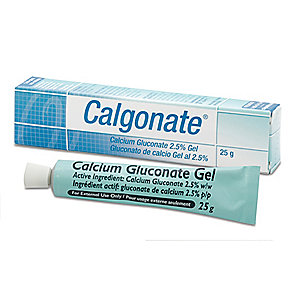 Calgonate®
Calcium Gluconate 2.5% Gel
Gluconato de calcio Gel al 2.5%
25 g
Calcium Gluconate Gel
Active Ingredient: Calcium Gluconate 2.5% w/w
Ingrédient actif: gluconate de calcium 2.5% p/p
For External Use Only / Pour usage externe seulement
25g